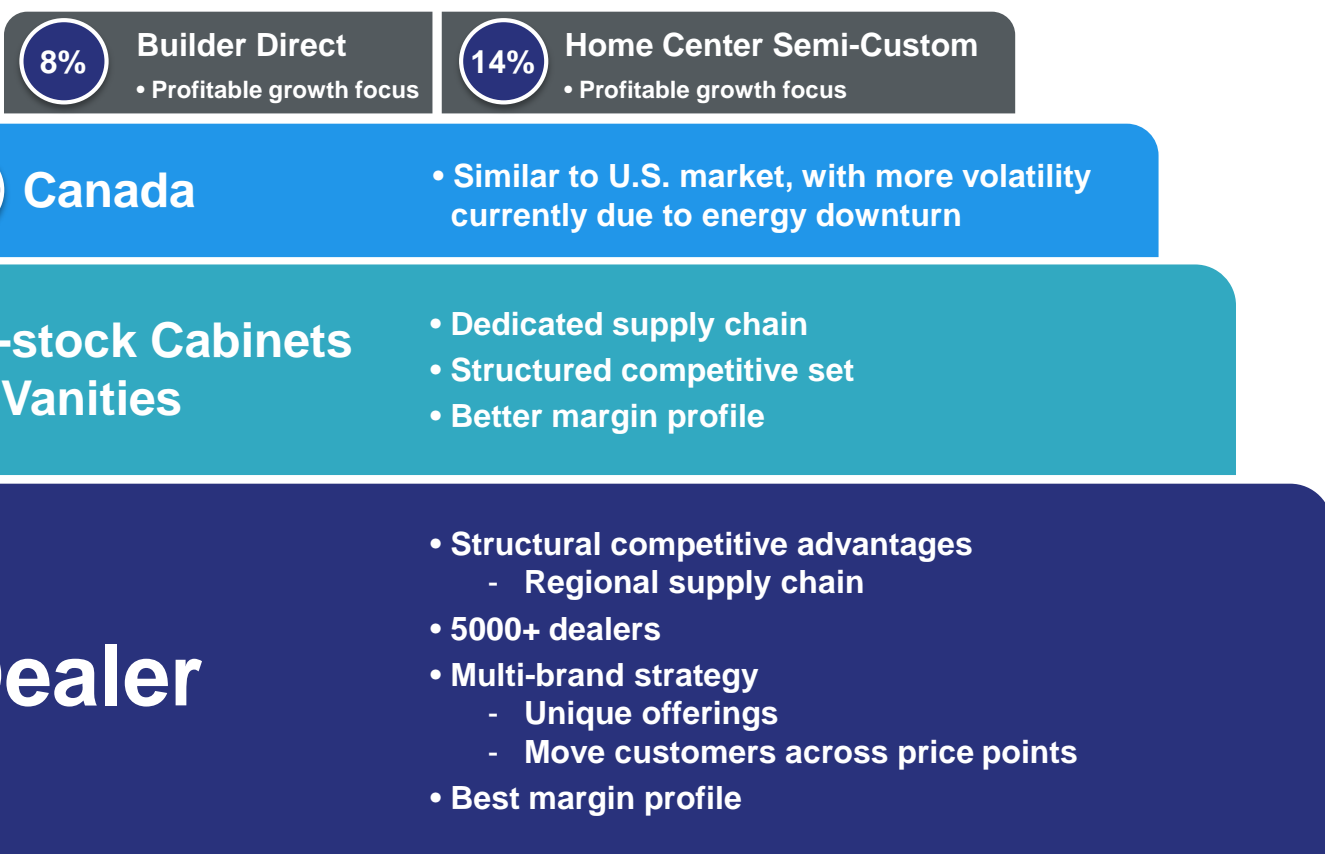 8%
Builder Direct
• Profitable growth focus
14%
Home Center Semi-Custom
• Profitable growth focus
Canada
• Similar to U.S. market, with more volatility
currently due to energy downturn
-stock Cabinets
Vanities
• Dedicated supply chain
• Structured competitive set
• Better margin profile
ealer
• Structural competitive advantages
- Regional supply chain
• 5000+ dealers
• Multi-brand strategy
- Unique offerings
- Move customers across price points
• Best margin profile